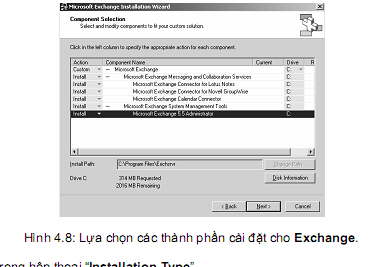 Microsoft Exchange Installation Wizard
Component Selection
Select and modify components to fit your custom solution.
Click in the left column to specify the appropriate action for each component.
Action Component Name Current Drive R
Custom Microsoft Exchange C:
Install Microsoft Exchange Messaging and Collaboration Services C:
Install Microsoft Exchange Connector for Lotus Notes C:
Install Microsoft Exchange Connector for Novell GroupWise C:
Install Microsoft Exchange Calendar Connector C:
Install Microsoft Exchange System Management Tools C:
Install Microsoft Exchange 5.5 Administrator C:
Install Path: C:\Program Files\Exchsrvr Change Path
Drive C: 314 MB Requested Disk Information
2016 MB Remaining
< Back Next > Cancel
Hình 4.8: Lựa chọn các thành phần cài đặt cho Exchange.
trong hộp thoại “Installation Type”